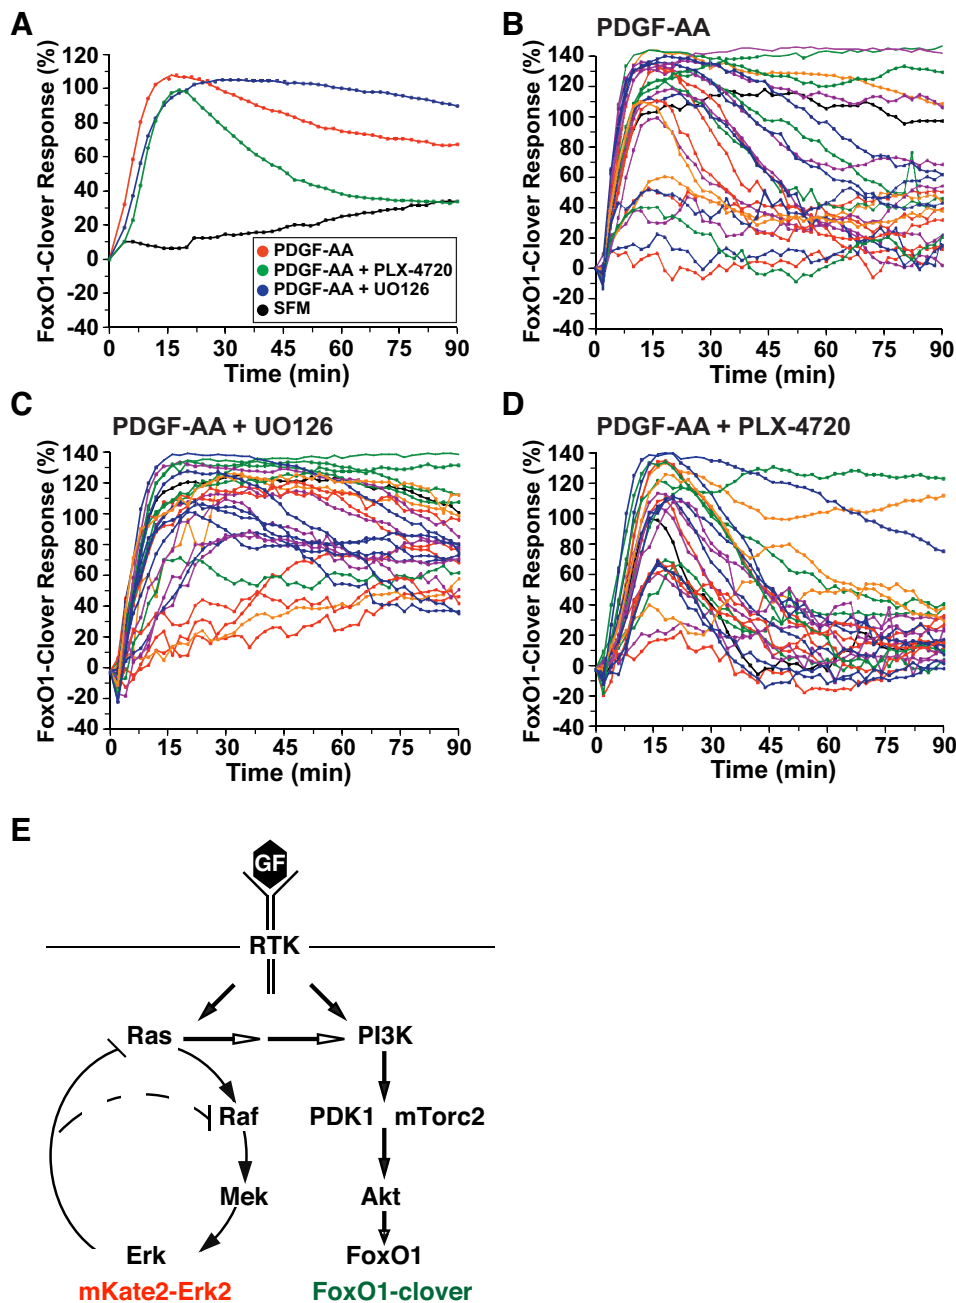 A
FoxO1-Clover Response (%)
120
100
80
60
40
20
0
-20
-40
0 15 30 45 60 75 90
Time (min)
PDGF-AA
PDGF-AA + PLX-4720
PDGF-AA + UO126
SFM
B
PDGF-AA
FoxO1-Clover Response (%)
140
120
100
80
60
40
20
0
-20
-40
0 15 30 45 60 75 90
Time (min)
C
PDGF-AA + UO126
FoxO1-Clover Response (%)
140
120
100
80
60
40
20
0
-20
-40
0 15 30 45 60 75 90
Time (min)
D
PDGF-AA + PLX-4720
FoxO1-Clover Response (%)
140
120
100
80
60
40
20
0
-20
-40
0 15 30 45 60 75 90
Time (min)
E
GF
RTK
Ras PI3K
Raf PDK1 mTorc2
Mek Akt
Erk FoxO1
mKate2-Erk2 FoxO1-clover